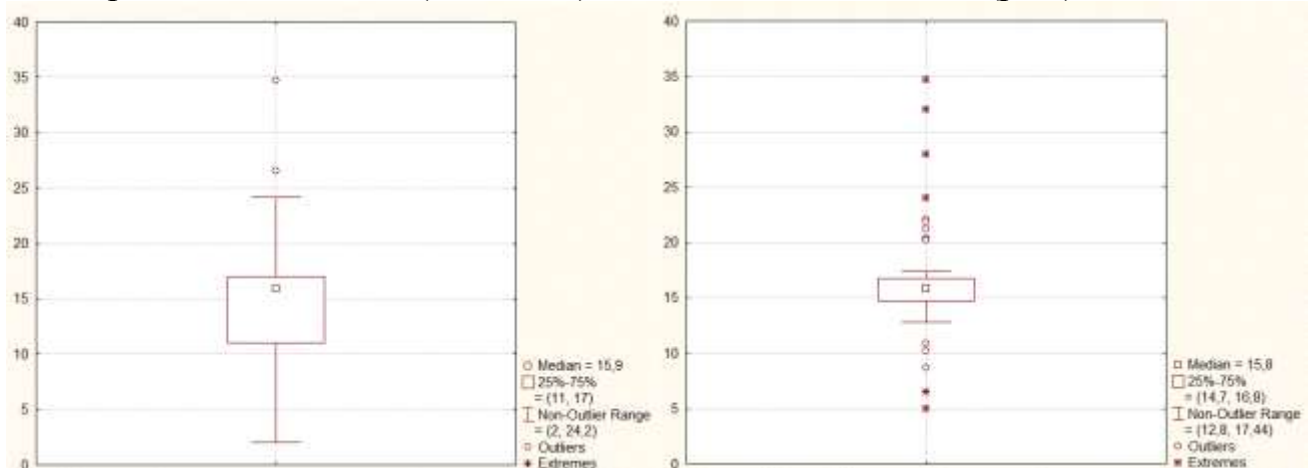 40
35
30
25
20
15
10
5
0
Median = 15,9
25%-75%
= (11, 17)
Non-Outlier Range
= (2, 24,2)
Outliers
Extremes
40
35
30
25
20
15
10
5
0
Median = 15,8
25%-75%
= (14,7, 16,8)
Non-Outlier Range
= (12,8, 17,44)
Outliers
Extremes